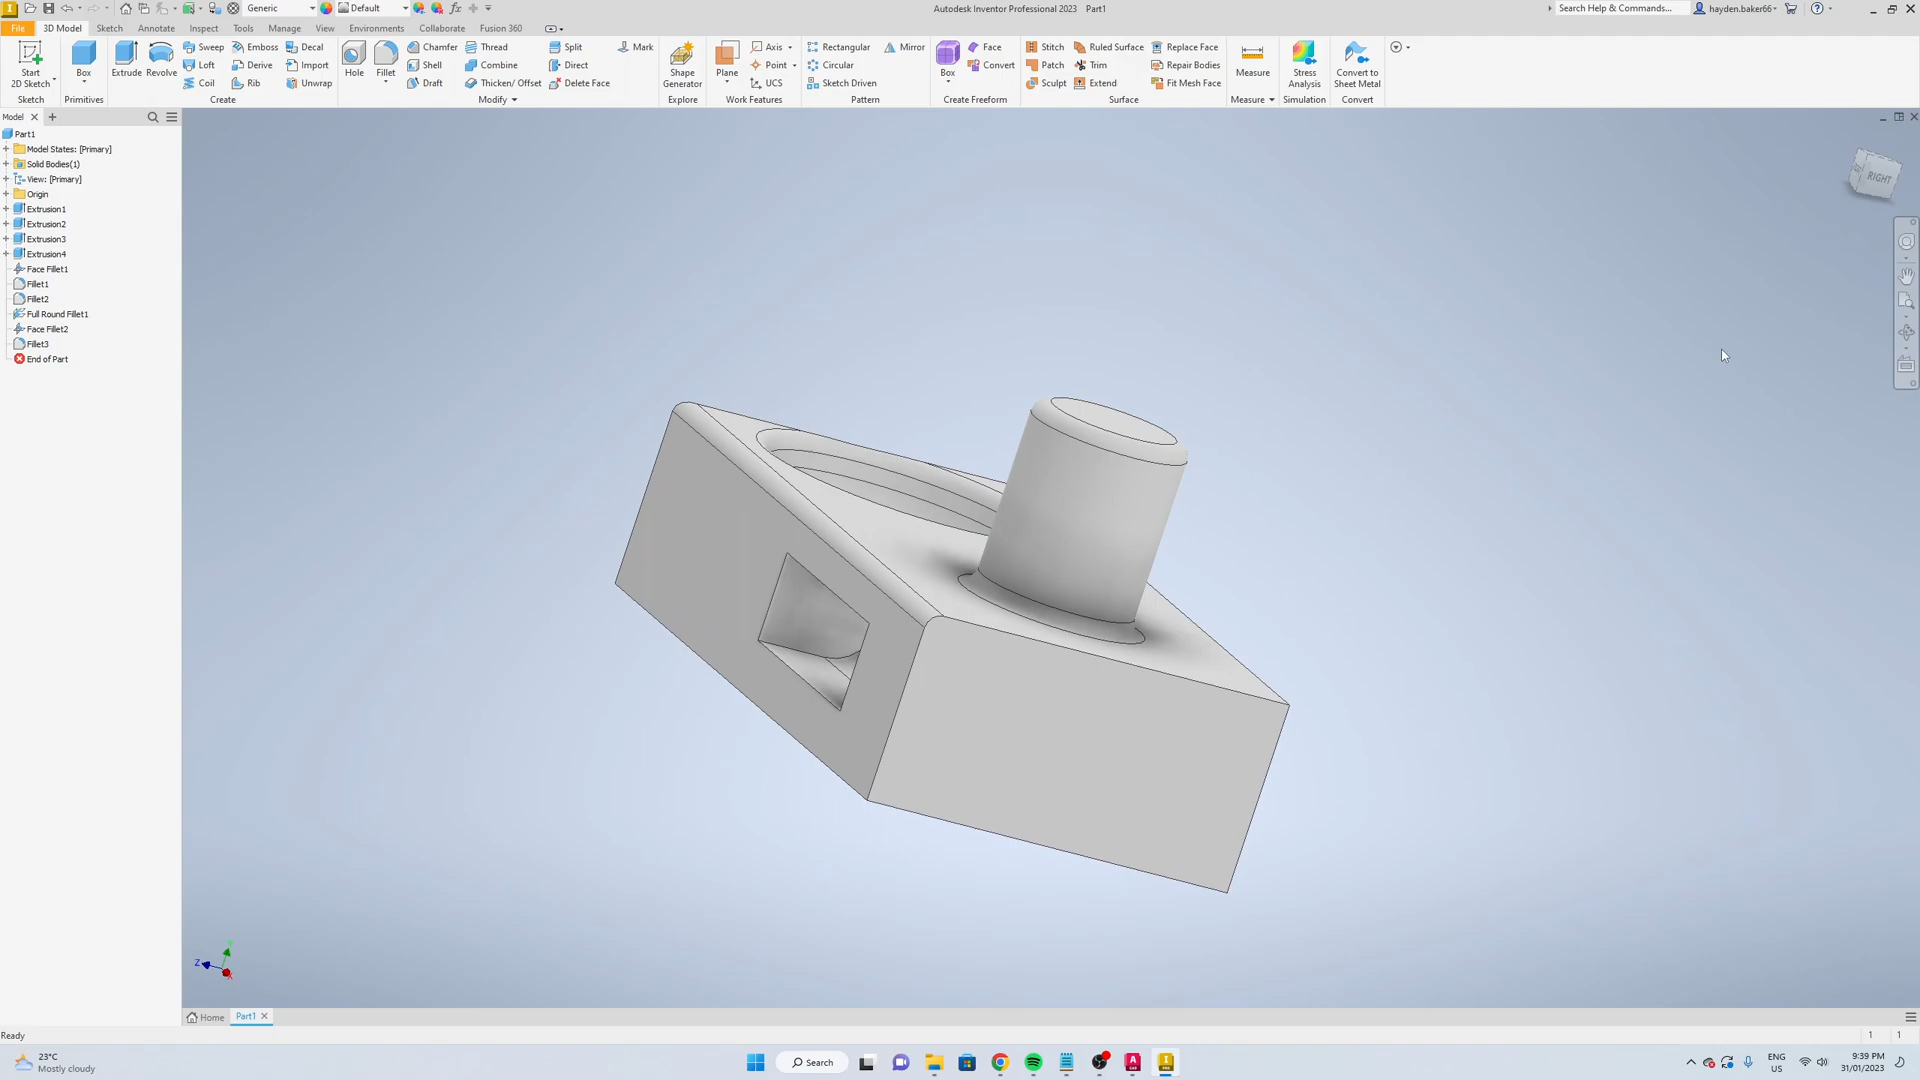 Generic
Default
Autodesk Inventor Professional 2023 Part1
Search Help & Commands...
hayden.baker66
File 3D Model Sketch Annotate Inspect Tools Manage View Environments Collaborate Fusion 360
Start
2D Sketch
Sketch
Box
Primitives
Extrude
Revolve
Sweep
Loft
Coil
Emboss
Derive
Rib
Decal
Import
Unwrap
Create
Hole
Fillet
Chamfer
Shell
Draft
Thread
Combine
Thicken/ Offset
Split
Direct
Delete Face
Modify
Mark
Shape
Generator
Explore
Plane
Axis
Point
UCS
Work Features
Rectangular
Circular
Sketch Driven
Mirror
Pattern
Box
Face
Convert
Create Freeform
Stitch
Patch
Sculpt
Ruled Surface
Trim
Extend
Replace Face
Repair Bodies
Fit Mesh Face
Surface
Measure
Measure
Stress
Analysis
Simulation
Convert to
Sheet Metal
Convert
Model
Part1
Model States: [Primary]
Solid Bodies(1)
View: [Primary]
Origin
Extrusion1
Extrusion2
Extrusion3
Extrusion4
Face Fillet1
Fillet1
Fillet2
Full Round Fillet1
Face Fillet2
Fillet3
End of Part
RIGHT
Y
Z
X
Home Part1
Ready
1 1
23°C
Mostly cloudy
Search
ENG
US
9:39 PM
31/01/2023